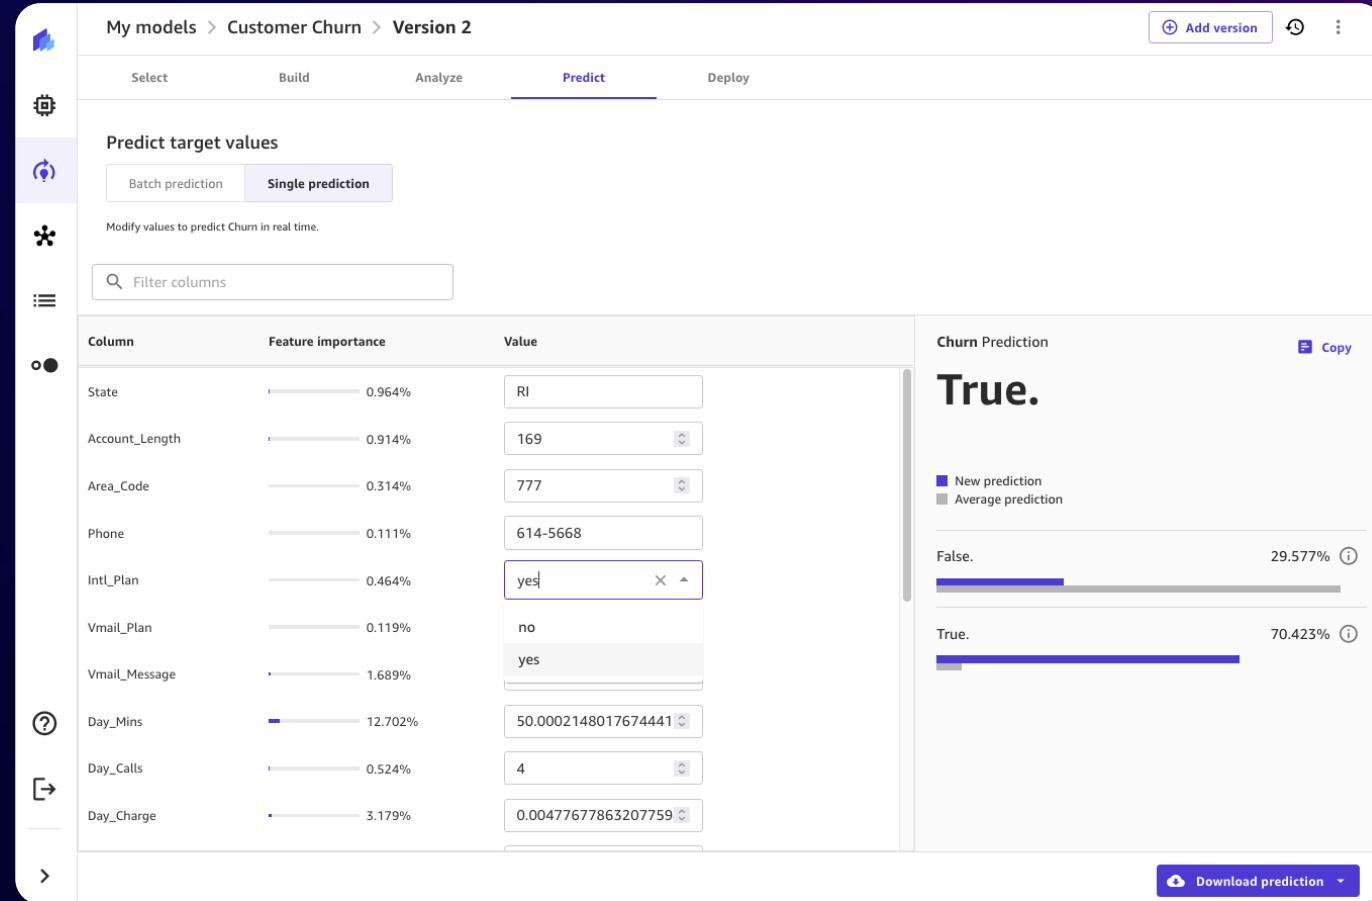 My models > Customer Churn > Version 2
Add version
Select Build Analyze Predict Deploy
Predict target values
Batch prediction Single prediction
Modify values to predict Churn in real time.
Filter columns
Column Feature importance Value
State 0.964% RI
Account_Length 0.914% 169
Area_Code 0.314% 777
Phone 0.111% 614-5668
Intl_Plan 0.464% yes
Vmail_Plan 0.119%
no
yes
Vmail_Message 1.689%
Day_Mins 12.702% 50.0002148017674441
Day_Calls 0.524% 4
Day_Charge 3.179% 0.00477677863207759
Churn Prediction
Copy
True.
New prediction
Average prediction
False. 29.577%
True. 70.423%
Download prediction